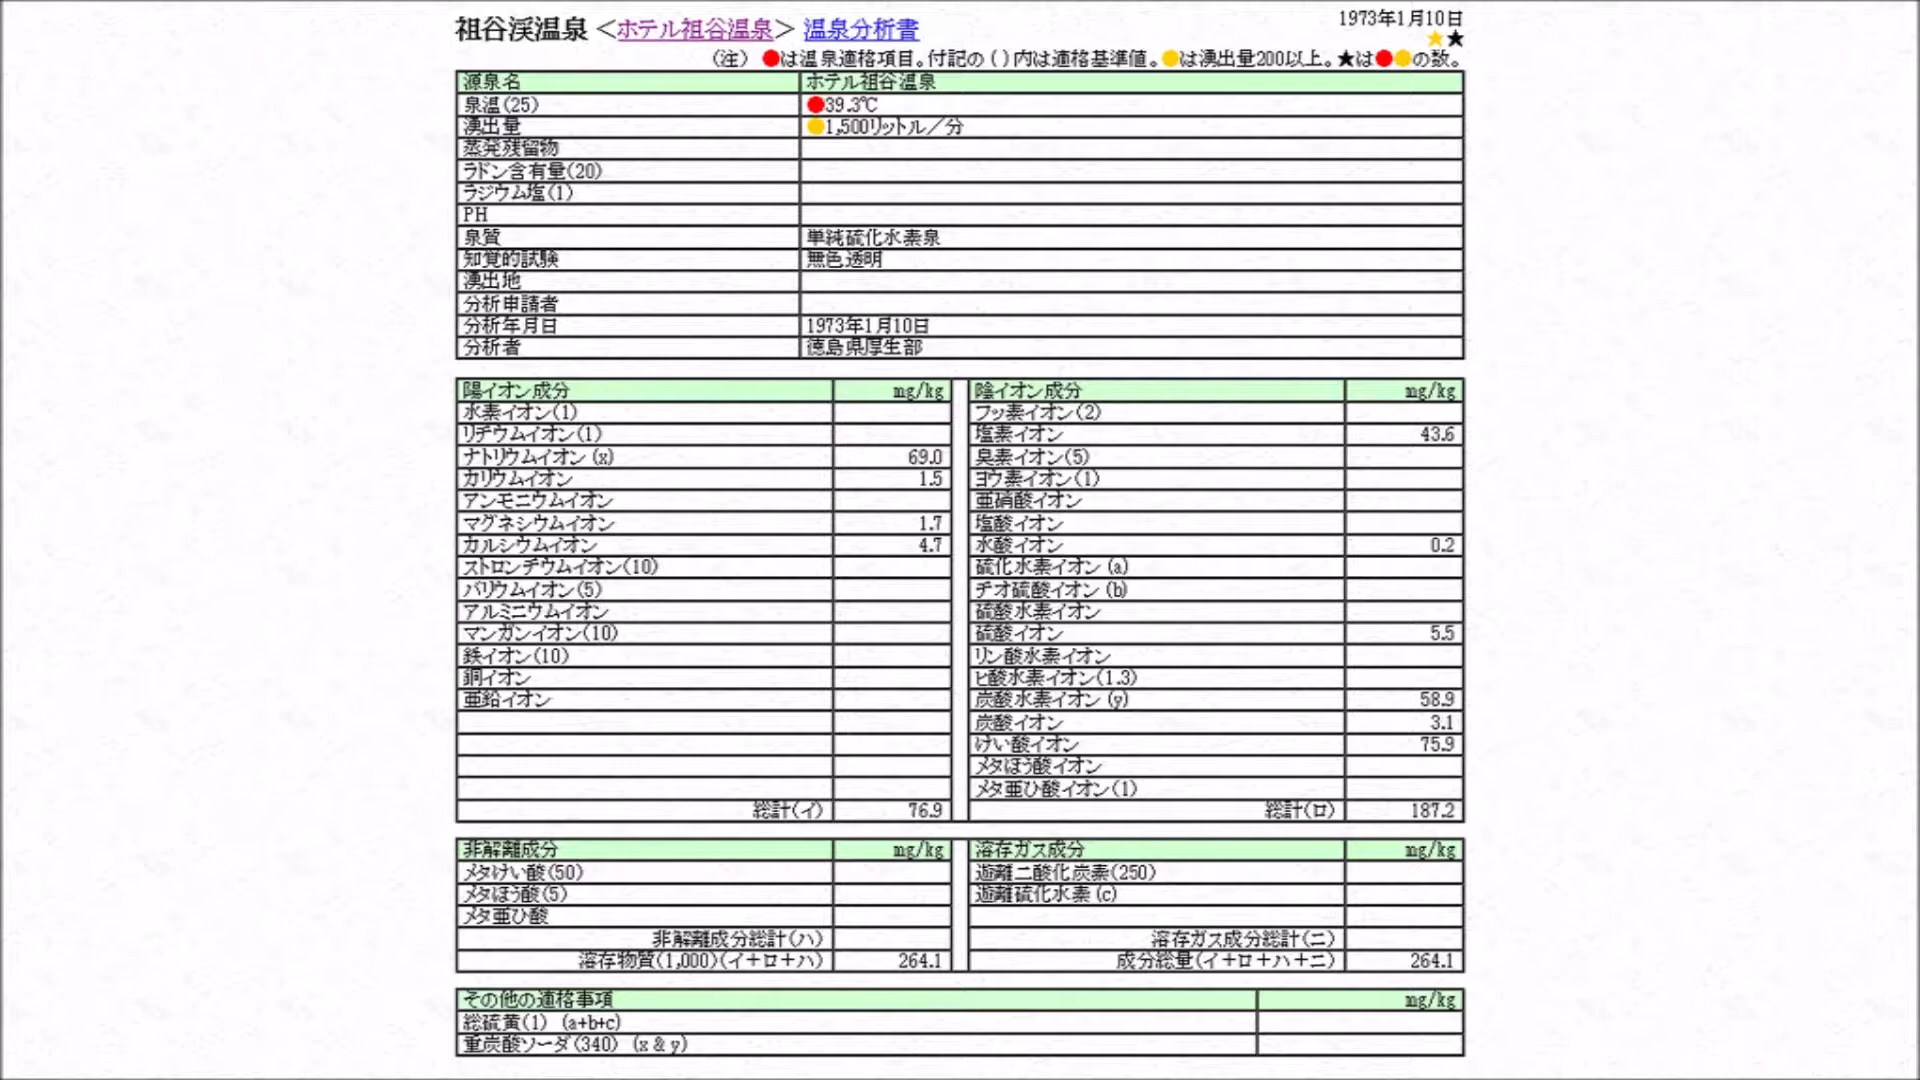 祖谷渓温泉 <ホテル祖谷温泉> 温泉分析書
1973年1月10日
★★
(注) ●は温泉適格項目。付記の ( ) 内は適格基準値。●は湧出量200以上。★は●●の数。
源泉名 ホテル祖谷温泉
泉温(25) ●39.3℃
湧出量 ●1,500リットル/分
蒸発残留物
ラドン含有量(20)
ラジウム塩(1)
PH
泉質 単純硫化水素泉
知覚的試験 無色透明
湧出地
分析申請者
分析年月日 1973年1月10日
分析者 徳島県厚生部
陽イオン成分 mg/kg 陰イオン成分 mg/kg
水素イオン(1) フッ素イオン(2)
リチウムイオン(1) 塩素イオン 43.6
ナトリウムイオン (x) 69.0 臭素イオン(5)
カリウムイオン 1.5 ヨウ素イオン(1)
アンモニウムイオン 亜硝酸イオン
マグネシウムイオン 1.7 塩酸イオン
カルシウムイオン 4.7 水酸イオン 0.2
ストロンチウムイオン(10) 硫化水素イオン (a)
バリウムイオン(5) チオ硫酸イオン (b)
アルミニウムイオン 硫酸水素イオン
マンガンイオン(10) 硫酸イオン 5.5
鉄イオン(10) リン酸水素イオン
銅イオン ヒ酸水素イオン(1.3)
亜鉛イオン 炭酸水素イオン (y) 58.9
炭酸イオン 3.1
けい酸イオン 75.9
メタほう酸イオン
メタ亜ひ酸イオン(1)
総計(イ) 76.9 総計(ロ) 187.2
非解離成分 mg/kg 溶存ガス成分 mg/kg
メタけい酸(50) 遊離二酸化炭素(250)
メタほう酸(5) 遊離硫化水素 (c)
メタ亜ひ酸
非解離成分総計(ハ) 溶存ガス成分総計(ニ)
溶存物質(1,000)(イ+ロ+ハ) 264.1 成分総量(イ+ロ+ハ+ニ) 264.1
その他の適格事項 mg/kg
総硫黄(1) (a+b+c)
重炭酸ソーダ(340) (x & y)